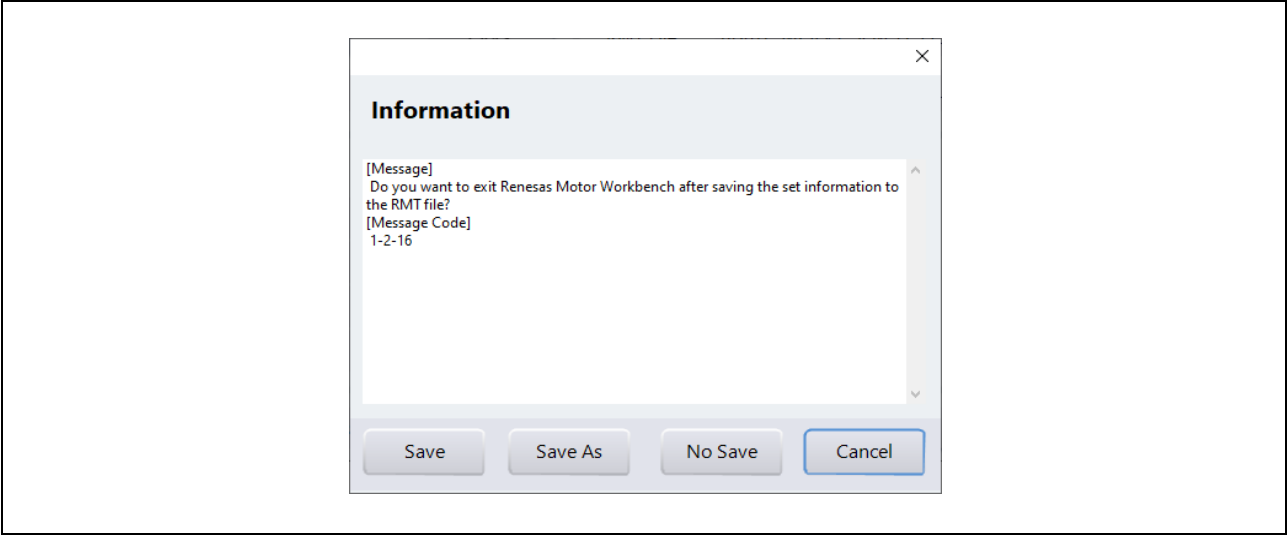 Information
[Message]
Do you want to exit Renesas Motor Workbench after saving the set information to
the RMT file?
[Message Code]
1-2-16
Save Save As No Save Cancel